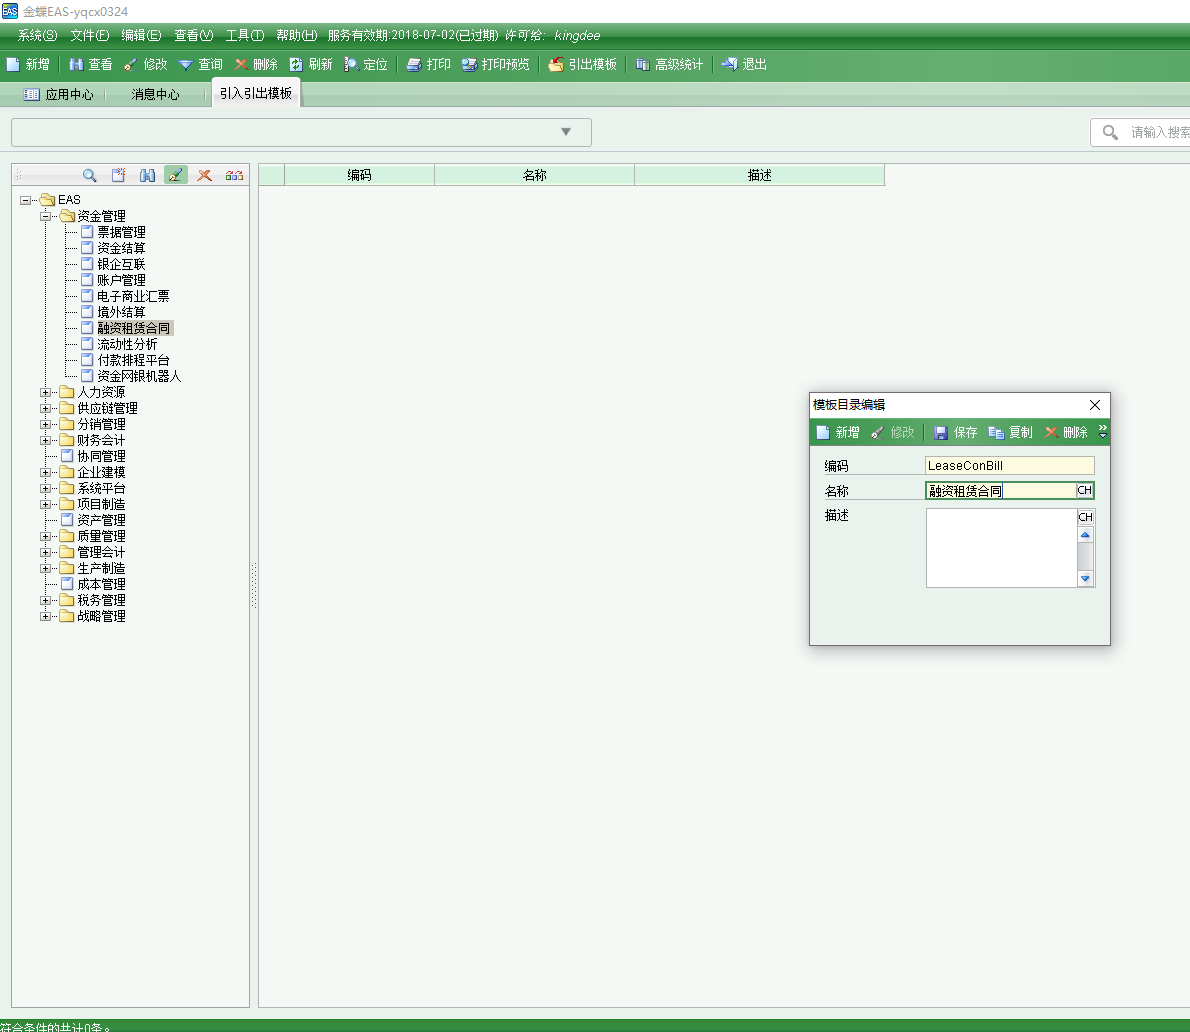 金蝶EAS-yqcx0324
系统(S) 文件(F) 编辑(E) 查看(V) 工具(T) 帮助(H) 服务有效期:2018-07-02(已过期) 许可给: kingdee
新增 查看 修改 查询 删除 刷新 定位 打印 打印预览 引出模板 高级统计 退出
应用中心 消息中心 引入引出模板
请输入搜索
编码 名称 描述
EAS
资金管理
票据管理
资金结算
银企互联
账户管理
电子商业汇票
境外结算
融资租赁合同
流动性分析
付款排程平台
资金网银机器人
人力资源
供应链管理
分销管理
财务会计
协同管理
企业建模
系统平台
项目制造
资产管理
质量管理
管理会计
生产制造
成本管理
税务管理
战略管理
模板目录编辑
新增 修改 保存 复制 删除
编码 LeaseConBill
名称 融资租赁合同 CH
描述 CH
符合条件的共计0条。